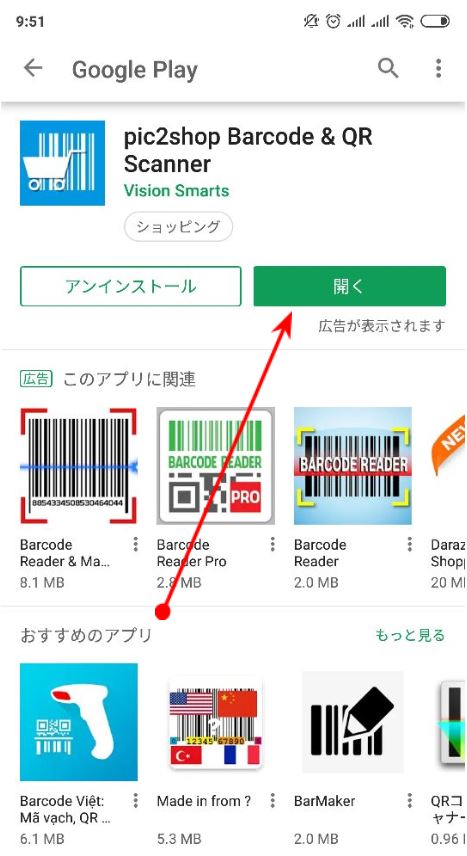 9:51
Google Play
pic2shop Barcode & QR
Scanner
Vision Smarts
ショッピング
アンインストール
開く
広告が表示されます
広告 このアプリに関連
8854334508530464044
BARCODE READER
PRO
BARCODE READER
NEW
Barcode
Reader & Ma...
8.1 MB
Barcode
Reader Pro
2.8 MB
Barcode
Reader
2.0 MB
Daraz
Shopp
20 M
おすすめのアプリ
もっと見る
?
12345 67890
Barcode Việt:
Mã vạch, QR ...
6.1 MB
Made in from ?
5.3 MB
BarMaker
2.0 MB
QRコ
ャナー
0.96